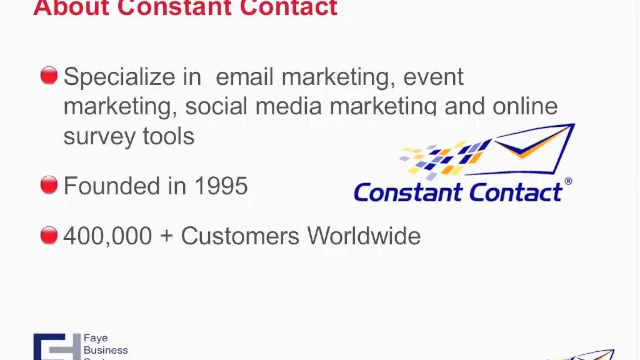 About Constant Contact
Specialize in email marketing, event
marketing, social media marketing and online
survey tools
Constant Contact®
Founded in 1995
400,000 + Customers Worldwide
Faye
Business